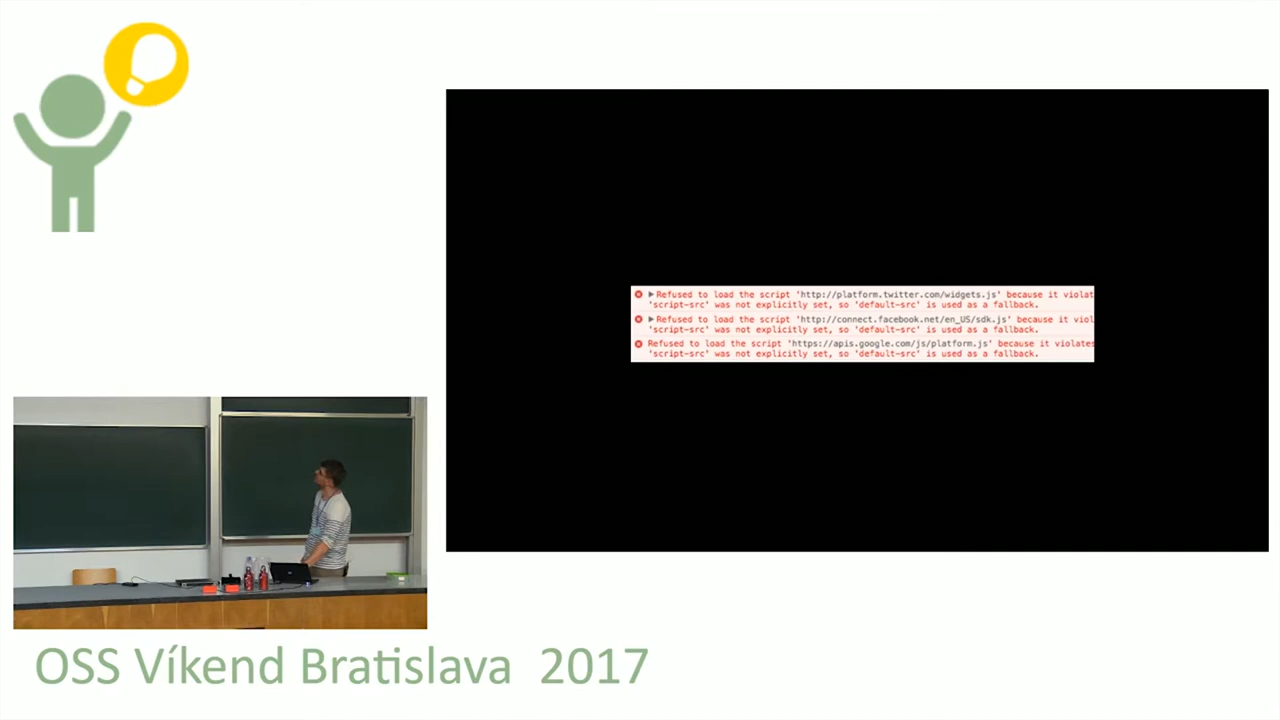 Refused to load the script 'http://platform.twitter.com/widgets.js' because it violat
'script-src' was not explicitly set, so 'default-src' is used as a fallback.
Refused to load the script 'http://connect.facebook.net/en_US/sdk.js' because it viol
'script-src' was not explicitly set, so 'default-src' is used as a fallback.
Refused to load the script 'https://apis.google.com/js/platform.js' because it violates
'script-src' was not explicitly set, so 'default-src' is used as a fallback.
OSS Víkend Bratislava 2017